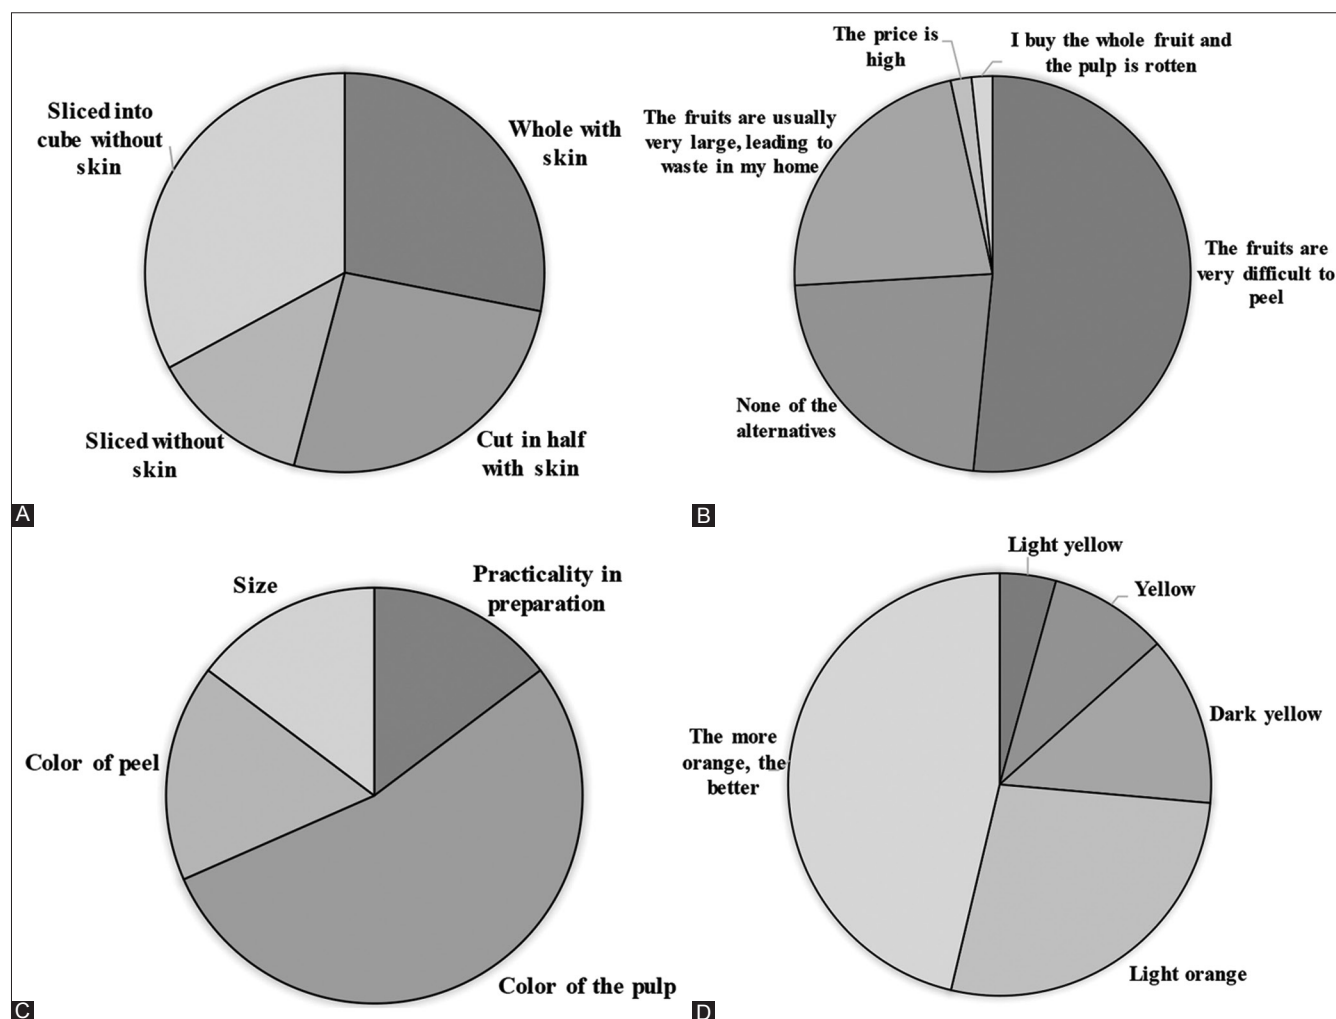 Sliced into
cube without
skin
Whole with
skin
Sliced without
skin
Cut in half
with skin
A
The price is
high
I buy the whole fruit and
the pulp is rotten
The fruits are usually
very large, leading to
waste in my home
The fruits are
very difficult to
peel
None of the
alternatives
B
Size
Practicality in
preparation
Color of peel
Color of the pulp
C
Light yellow
Yellow
Dark yellow
The more
orange, the
better
Light orange
D